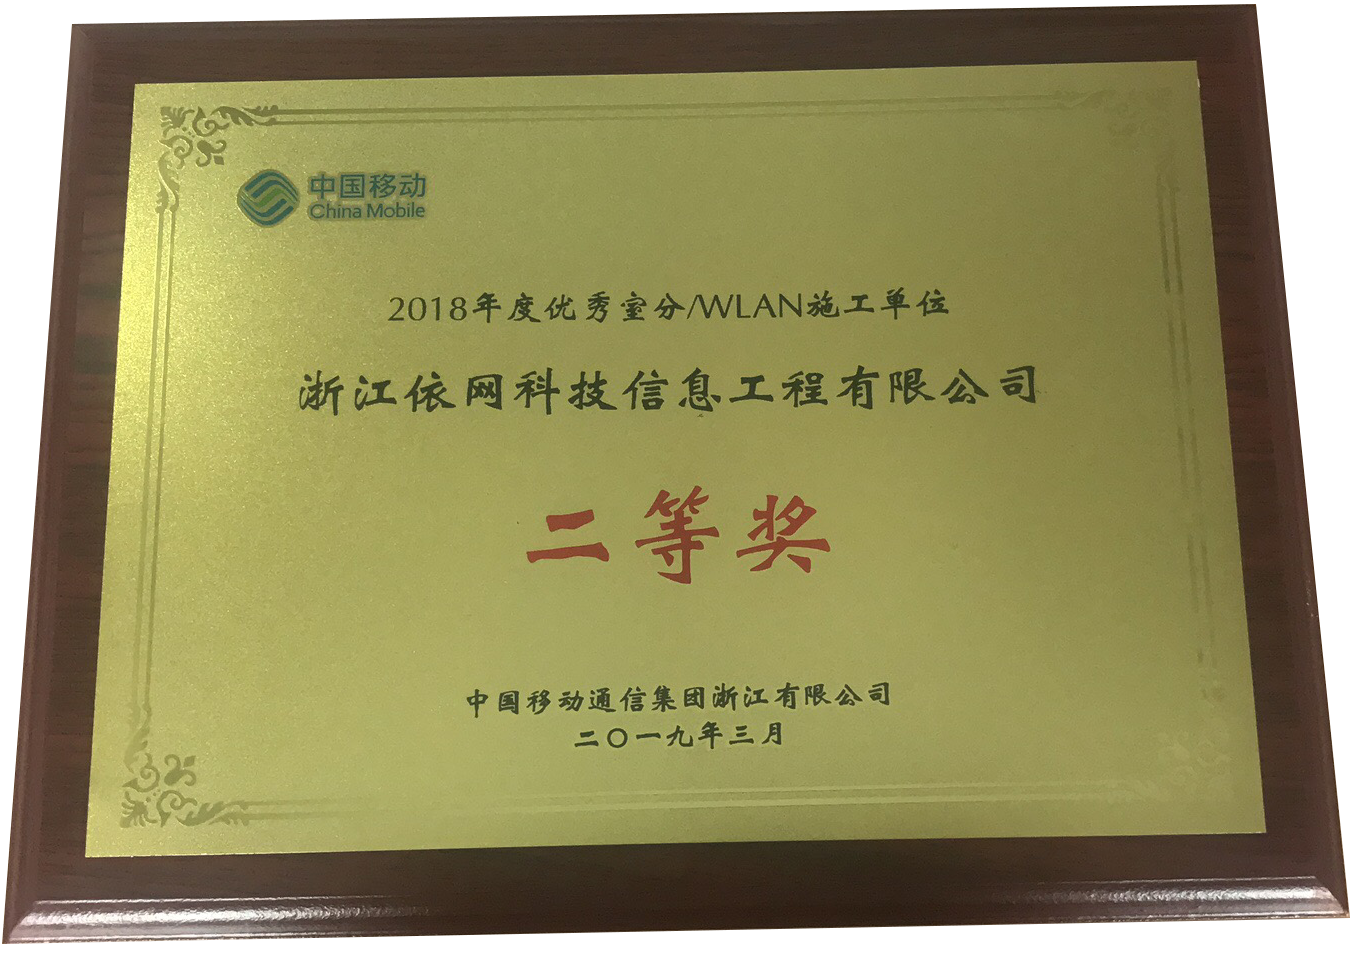 中国移动
China Mobile
2018年度优秀室分/WLAN施工单位
浙江依网科技信息工程有限公司
二等奖
中国移动通信集团浙江有限公司
二〇一九年三月